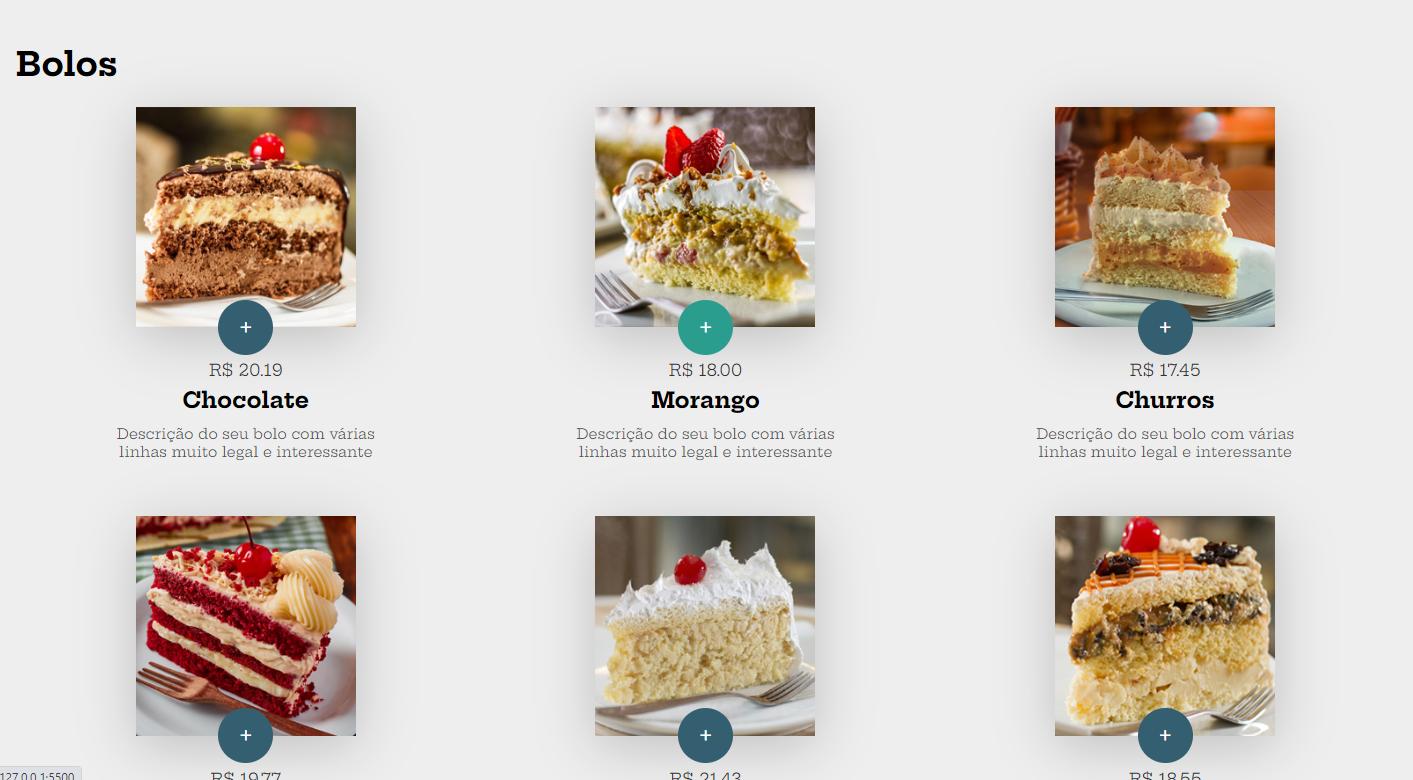 Bolos
+
+
+
R$ 20.19
R$ 18.00
R$ 17.45
Chocolate
Morango
Churros
Descrição do seu bolo com várias
linhas muito legal e interessante
Descrição do seu bolo com várias
linhas muito legal e interessante
Descrição do seu bolo com várias
linhas muito legal e interessante
+
+
+
R$ 19.77
R$ 21.43
R$ 18.55
127.0.0.1:5500